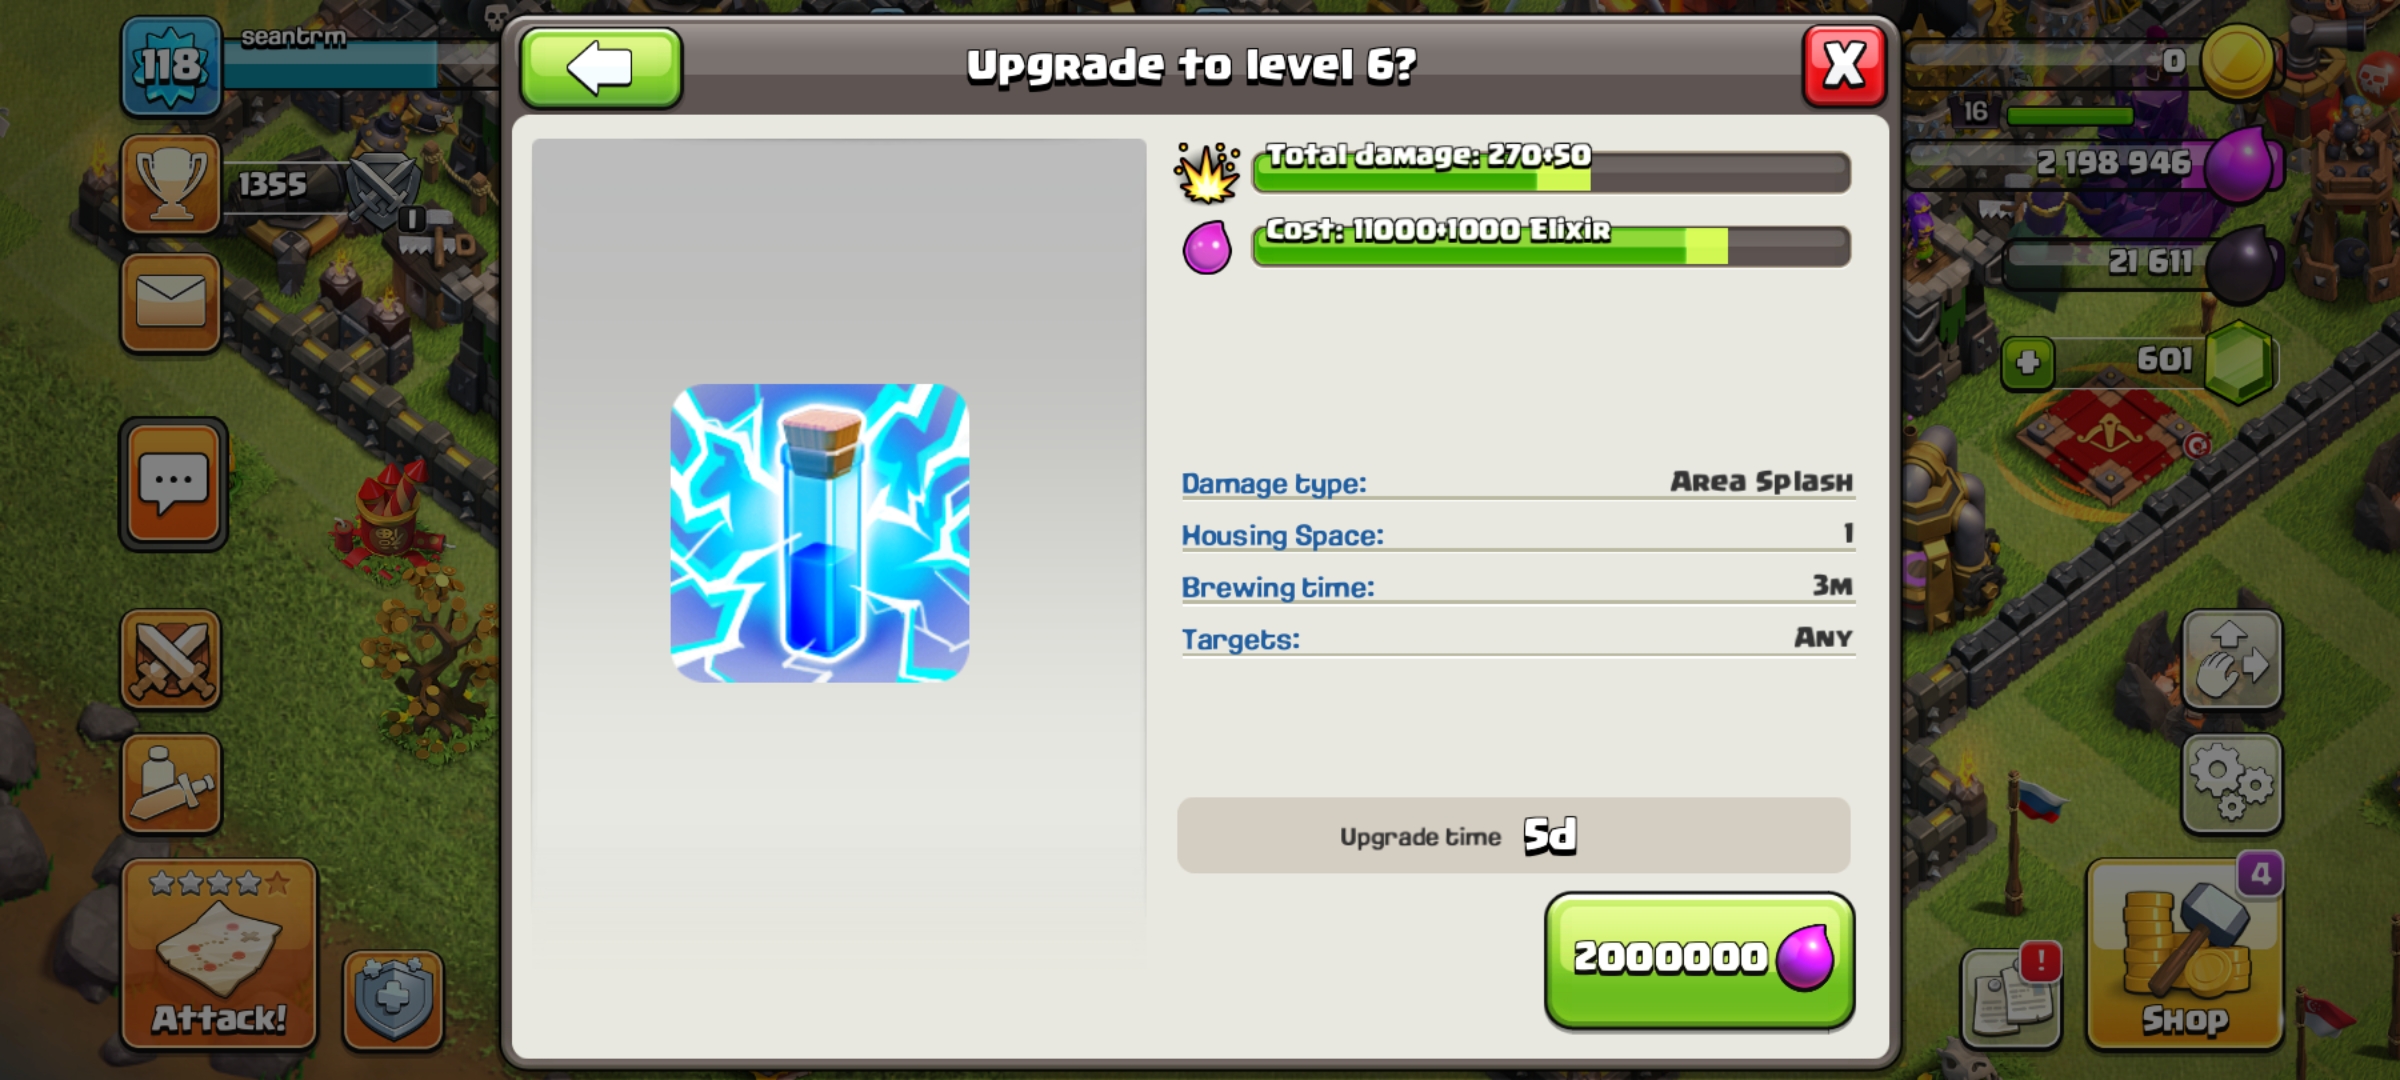 118
seantrm
1355
I
Attack!
Upgrade to level 6?
X
Total damage: 270+50
Cost: 11000+1000 Elixir
Damage type: Area Splash
Housing Space: 1
Brewing time: 3m
Targets: Any
Upgrade time 5d
2000000
0
16
2 198 946
21 611
+ 601
4
!
Shop